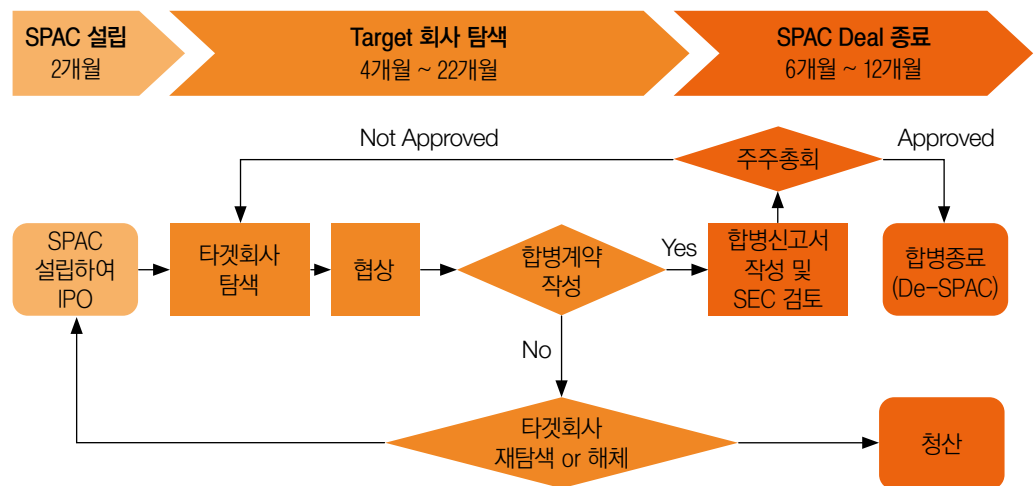 SPAC 설립
2개월
Target 회사 탐색
4개월 ~ 22개월
SPAC Deal 종료
6개월 ~ 12개월
Not Approved
주주총회
Approved
SPAC
설립하여
IPO
타겟회사
탐색
협상
합병계약
작성
Yes
합병신고서
작성 및
SEC 검토
합병종료
(De-SPAC)
No
타겟회사
재탐색 or 해체
청산